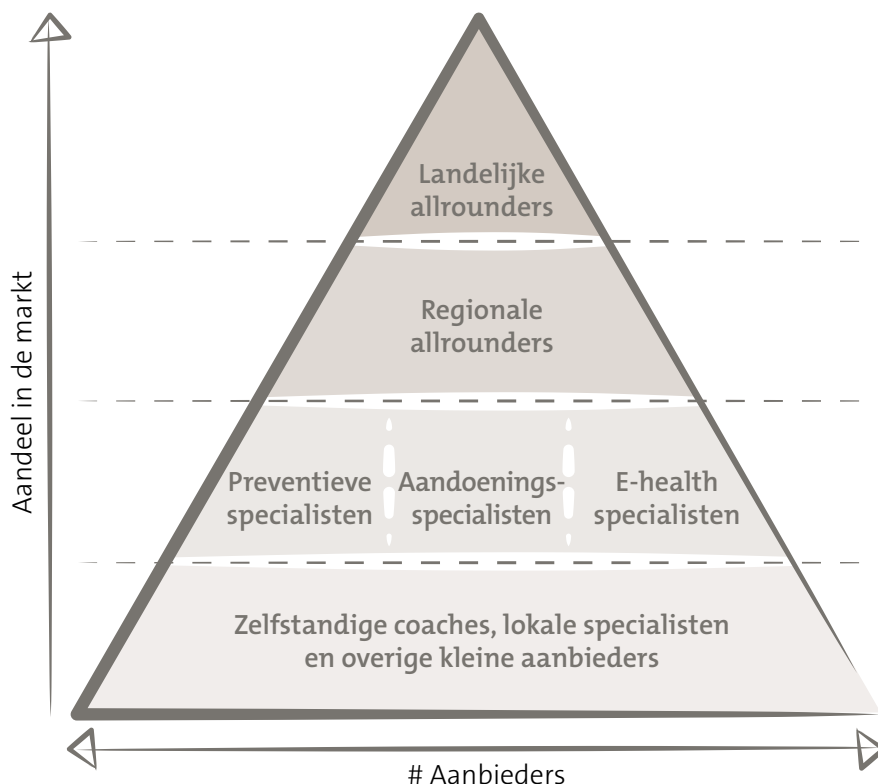 Landelijke
allrounders
Regionale
allrounders
Preventieve
specialisten
Aandoenings-
specialisten
E-health
specialisten
Zelfstandige coaches, lokale specialisten
en overige kleine aanbieders
Aandeel in de markt
# Aanbieders